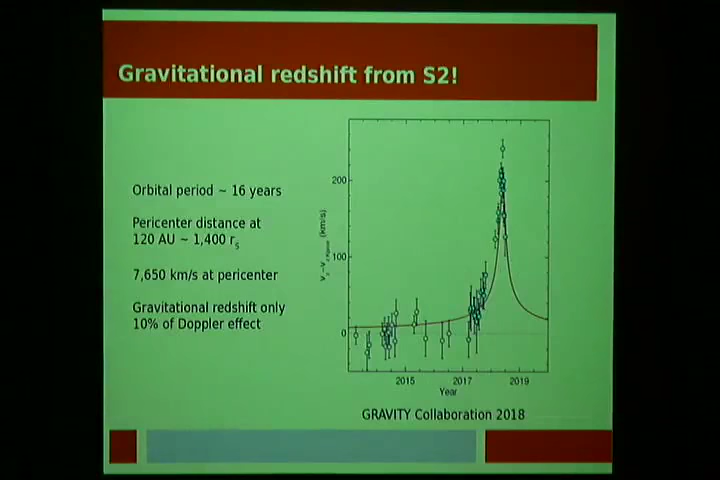 Gravitational redshift from S2!
Orbital period ~ 16 years
Pericenter distance at
120 AU ~ 1,400 rs
7,650 km/s at pericenter
Gravitational redshift only
10% of Doppler effect
200
100
0
2015 2017 2019
Year
GRAVITY Collaboration 2018